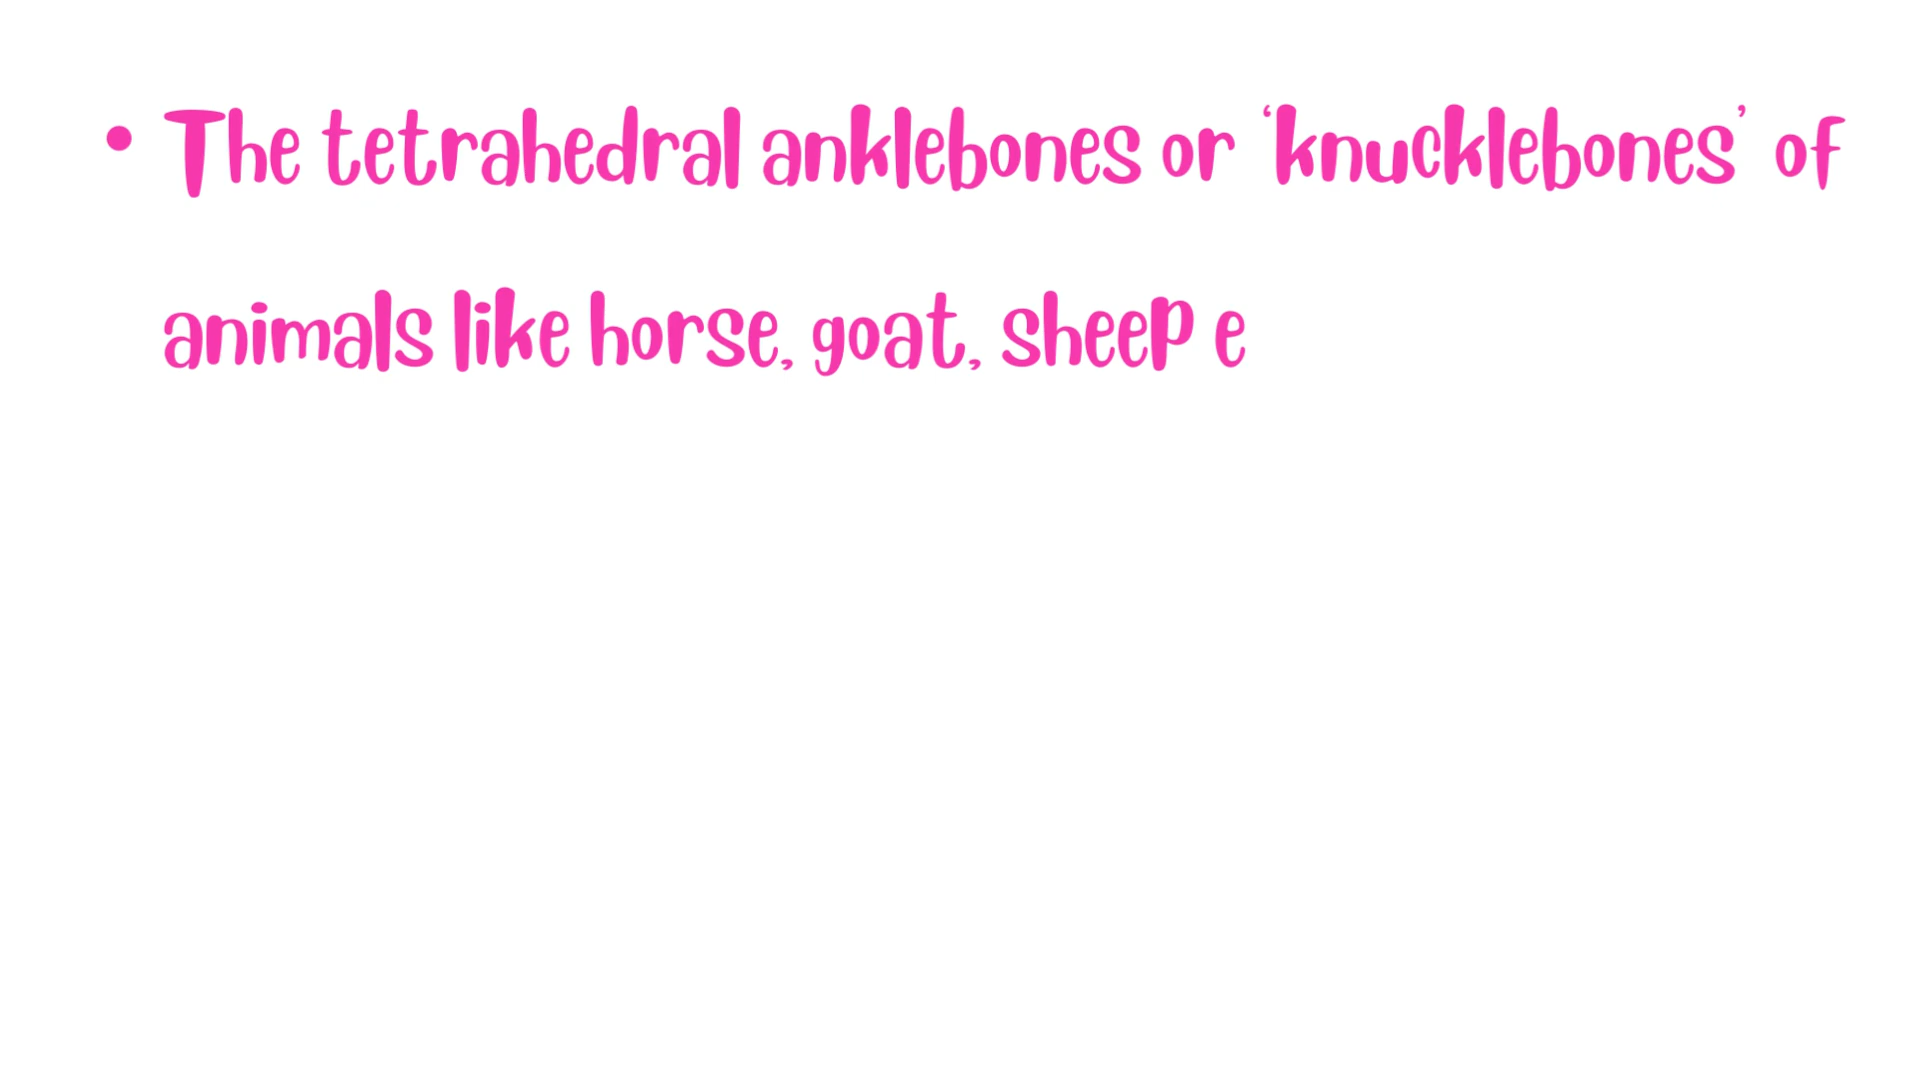 • The tetrahedral anklebones or ‘knucklebones’ of
animals like horse, goat, sheep e